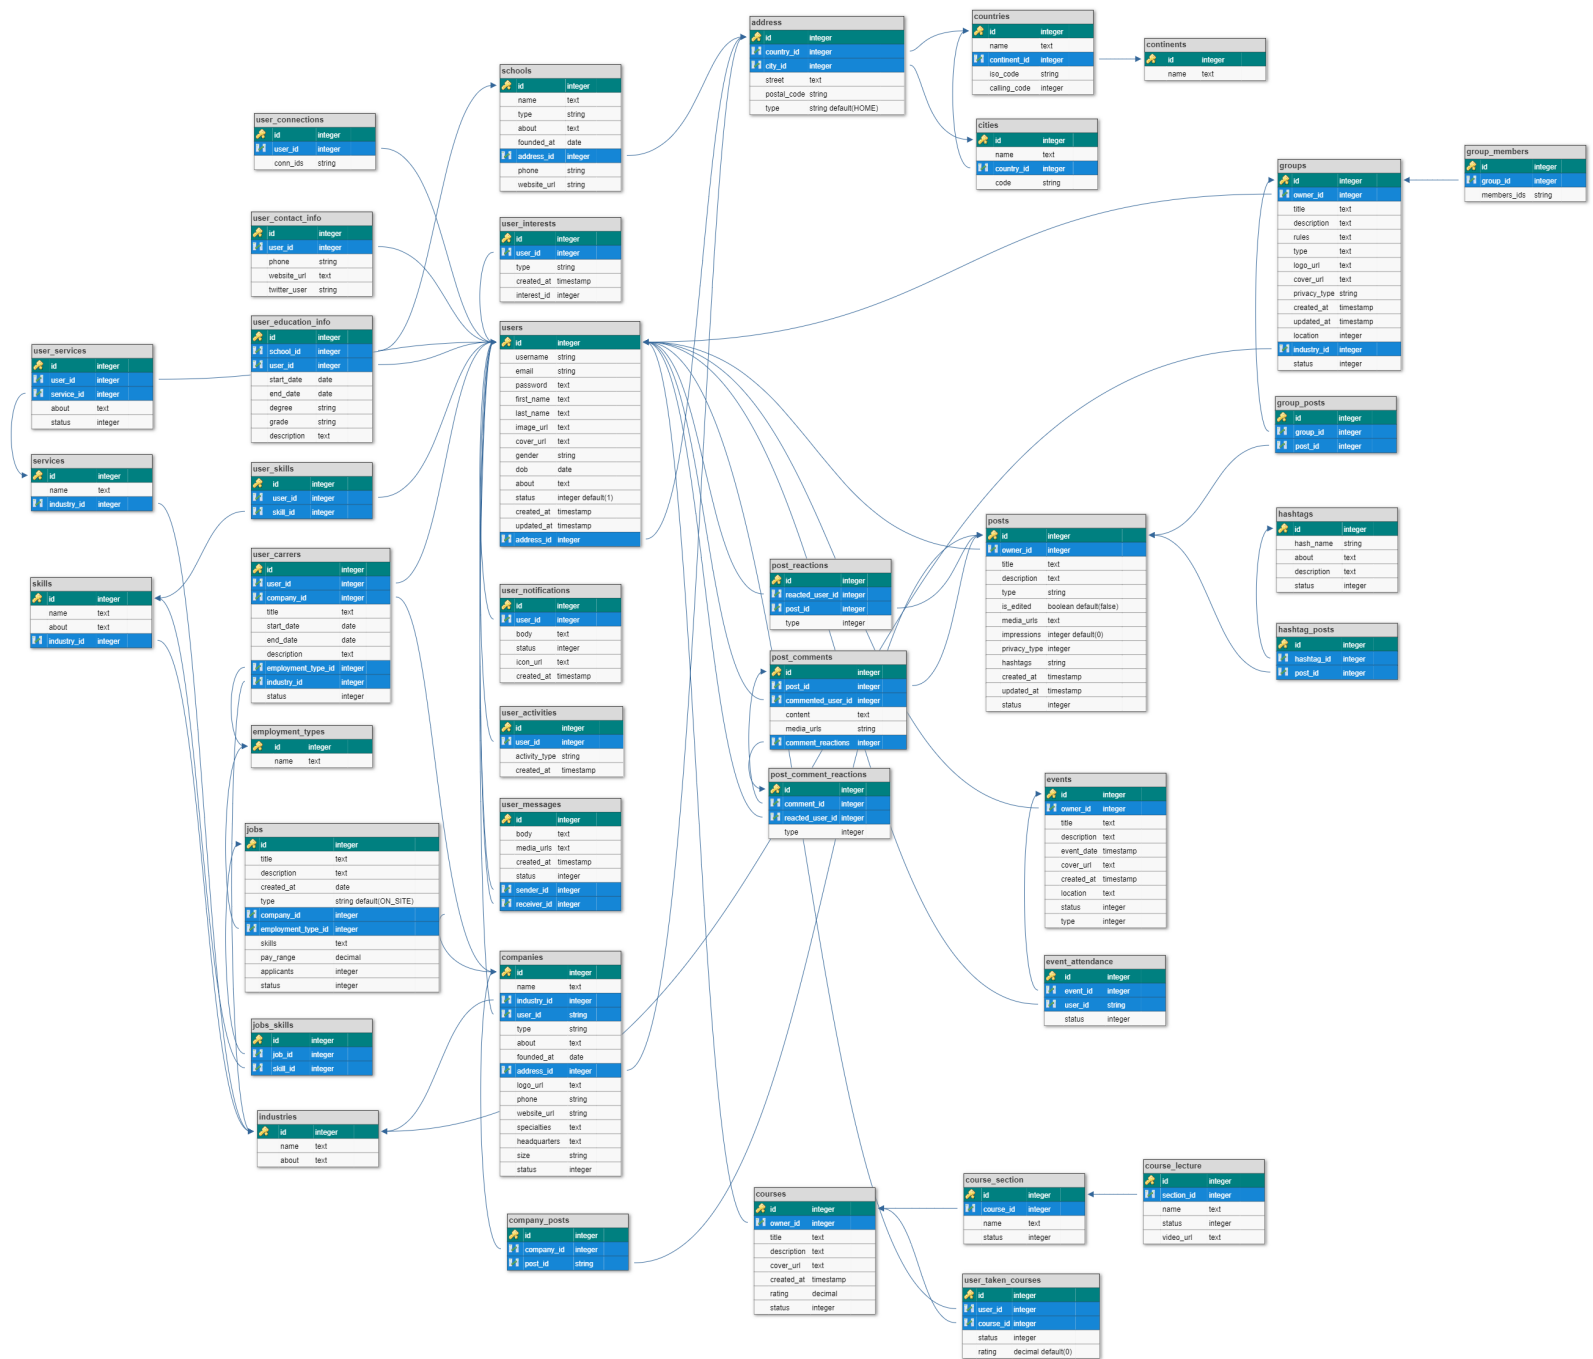 address
id integer
country_id integer
city_id integer
street text
postal_code string
type string default(HOME)
countries
id integer
name text
continent_id integer
iso_code string
calling_code integer
continents
id integer
name text
schools
id integer
name text
type string
about text
founded_at date
address_id integer
phone string
website_url string
user_connections
id integer
user_id integer
conn_ids string
cities
id integer
name text
country_id integer
code string
groups
id integer
owner_id integer
title text
description text
rules text
type text
logo_url text
cover_url text
privacy_type string
created_at timestamp
updated_at timestamp
location integer
industry_id integer
status integer
group_members
id integer
group_id integer
members_ids string
user_contact_info
id integer
user_id integer
phone string
website_url text
twitter_user string
user_interests
id integer
user_id integer
type string
created_at timestamp
interest_id integer
user_education_info
id integer
school_id integer
user_id integer
start_date date
end_date date
degree string
grade string
description text
users
id integer
username string
email string
password text
first_name text
last_name text
image_url text
cover_url text
gender string
dob date
about text
status integer default(1)
created_at timestamp
updated_at timestamp
address_id integer
user_services
id integer
user_id integer
service_id integer
about text
status integer
group_posts
id integer
group_id integer
post_id integer
services
id integer
name text
industry_id integer
user_skills
id integer
user_id integer
skill_id integer
hashtags
id integer
hash_name string
about text
description text
status integer
posts
id integer
owner_id integer
title text
description text
type string
is_edited boolean default(false)
media_urls text
impressions integer default(0)
privacy_type integer
hashtags string
created_at timestamp
updated_at timestamp
status integer
user_carrers
id integer
user_id integer
company_id integer
title text
start_date date
end_date date
description text
employment_type_id integer
industry_id integer
status integer
post_reactions
id integer
reacted_user_id integer
post_id integer
type integer
skills
id integer
name text
about text
industry_id integer
user_notifications
id integer
user_id integer
body text
status integer
icon_url text
created_at timestamp
hashtag_posts
id integer
hashtag_id integer
post_id integer
post_comments
id integer
post_id integer
commented_user_id integer
content text
media_urls string
comment_reactions integer
user_activities
id integer
user_id integer
activity_type string
created_at timestamp
employment_types
id integer
name text
post_comment_reactions
id integer
comment_id integer
reacted_user_id integer
type integer
events
id integer
owner_id integer
title text
description text
event_date timestamp
cover_url text
created_at timestamp
location text
status integer
type integer
user_messages
id integer
body text
media_urls text
created_at timestamp
status integer
sender_id integer
receiver_id integer
jobs
id integer
title text
description text
created_at date
type string default(ON_SITE)
company_id integer
employment_type_id integer
skills text
pay_range decimal
applicants integer
status integer
companies
id integer
name text
industry_id integer
user_id string
type string
about text
founded_at date
address_id integer
logo_url text
phone string
website_url string
specialties text
headquarters text
size string
status integer
event_attendance
id integer
event_id integer
user_id string
status integer
jobs_skills
id integer
job_id integer
skill_id integer
industries
id integer
name text
about text
course_lecture
id integer
section_id integer
name text
status integer
video_url text
course_section
id integer
course_id integer
name text
status integer
courses
id integer
owner_id integer
title text
description text
cover_url text
created_at timestamp
rating decimal
status integer
company_posts
id integer
company_id integer
post_id string
user_taken_courses
id integer
user_id integer
course_id integer
status integer
rating decimal default(0)